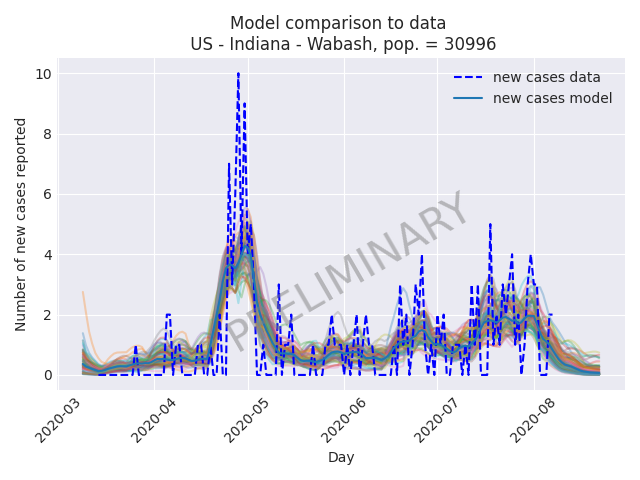 Model comparison to data
US - Indiana - Wabash, pop. = 30996
new cases data
new cases model
PRELIMINARY
Number of new cases reported
10
8
6
4
2
0
2020-03
2020-04
2020-05
2020-06
2020-07
2020-08
Day